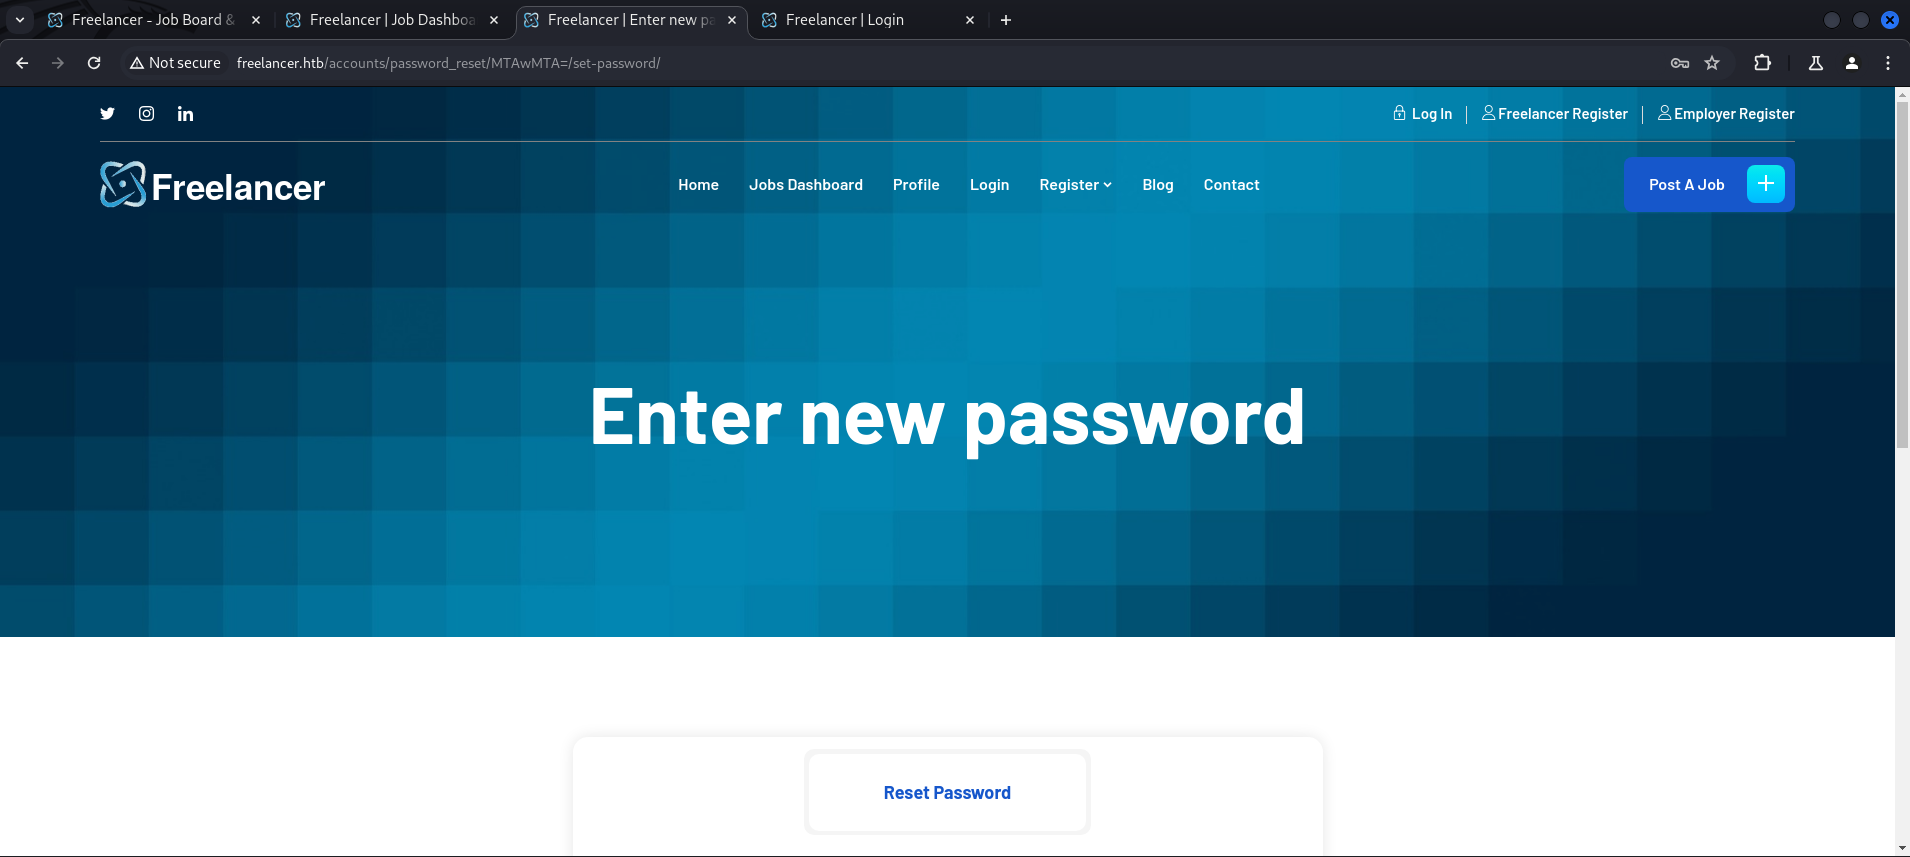 Freelancer - Job Board &
Freelancer | Job Dashboa
Freelancer | Enter new pa
Freelancer | Login
Not secure
freelancer.htb/accounts/password_reset/MTAwMTA=/set-password/
Log In
Freelancer Register
Employer Register
Freelancer
Home
Jobs Dashboard
Profile
Login
Register
Blog
Contact
Post A Job
Enter new password
Reset Password